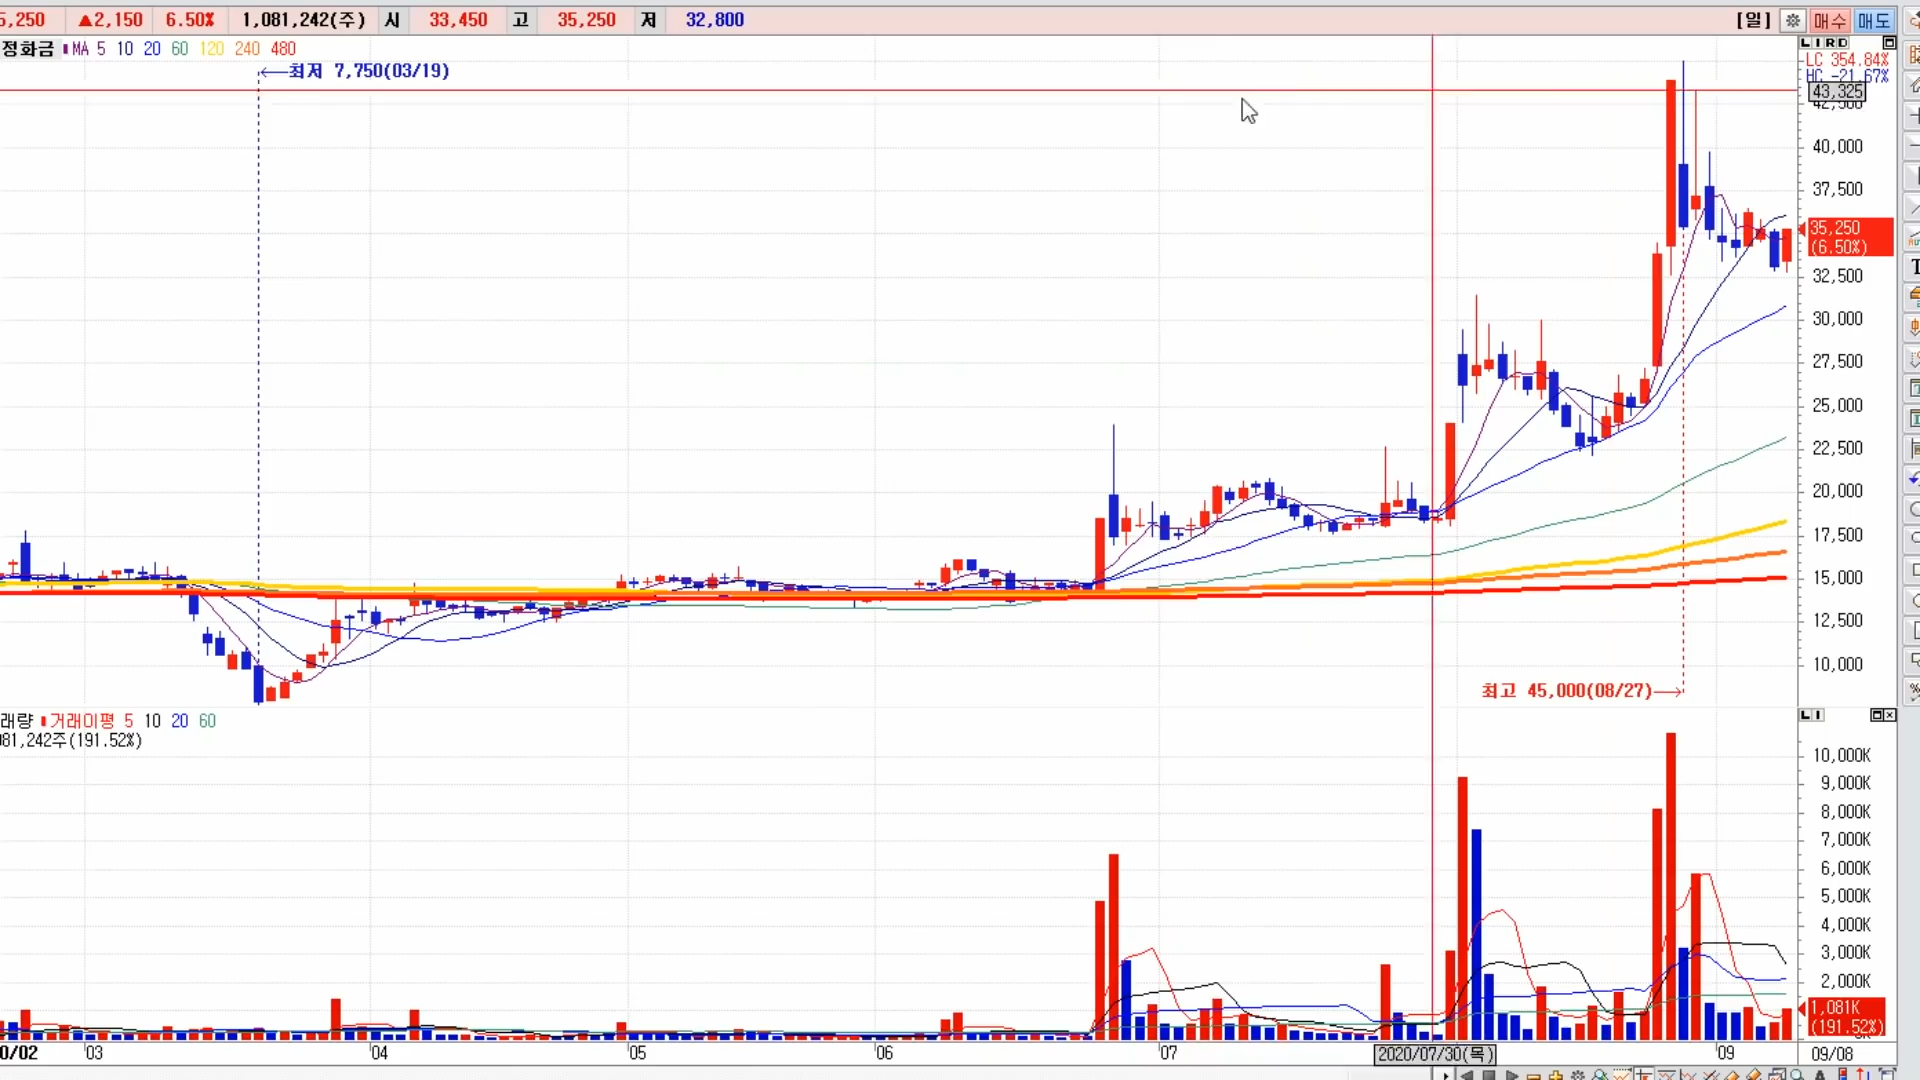 5,250 ▲2,150 6.50% 1,081,242(주) 시 33,450 고 35,250 저 32,800 [일] 매수 매도
정화금 MA 5 10 20 60 120 240 480
L I R D
←최저 7,750(03/19)
LC 354.84%
HC -21.67%
43,325
42,500
40,000
37,500
35,250
(6.50%)
32,500
30,000
27,500
25,000
22,500
20,000
17,500
15,000
12,500
10,000
최고 45,000(08/27)→
래량 거래이평 5 10 20 60
081,242주(191.52%)
L I
10,000K
9,000K
8,000K
7,000K
6,000K
5,000K
4,000K
3,000K
2,000K
1,081K
(191.52%)
0/02 03 04 05 06 07 2020/07/30(목) 09 09/08